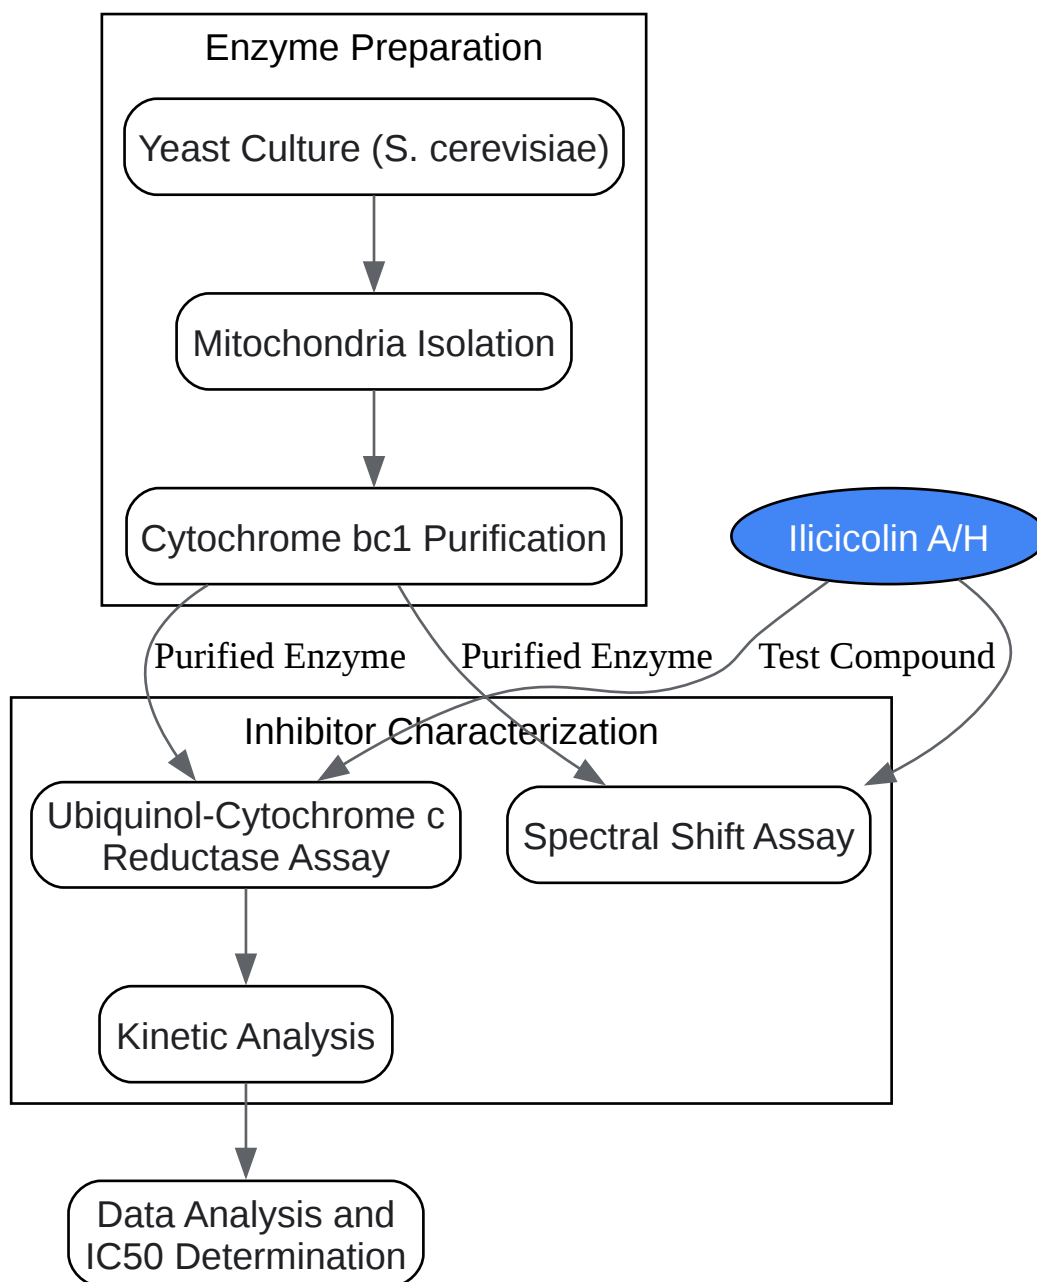 Enzyme Preparation
Yeast Culture (S. cerevisiae)
Mitochondria Isolation
Cytochrome bc1 Purification
Ilicicolin A/H
Purified Enzyme
Purified Enzyme
Test Compound
Inhibitor Characterization
Ubiquinol-Cytochrome c
Reductase Assay
Spectral Shift Assay
Kinetic Analysis
Data Analysis and
IC50 Determination